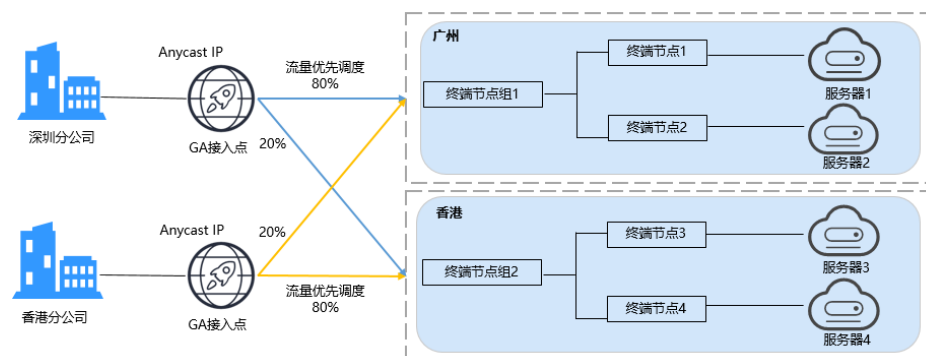 Anycast IP
深圳分公司
GA接入点
流量优先调度
80%
20%
广州
终端节点组1
终端节点1
终端节点2
服务器1
服务器2
Anycast IP
香港分公司
GA接入点
20%
流量优先调度
80%
香港
终端节点组2
终端节点3
终端节点4
服务器3
服务器4